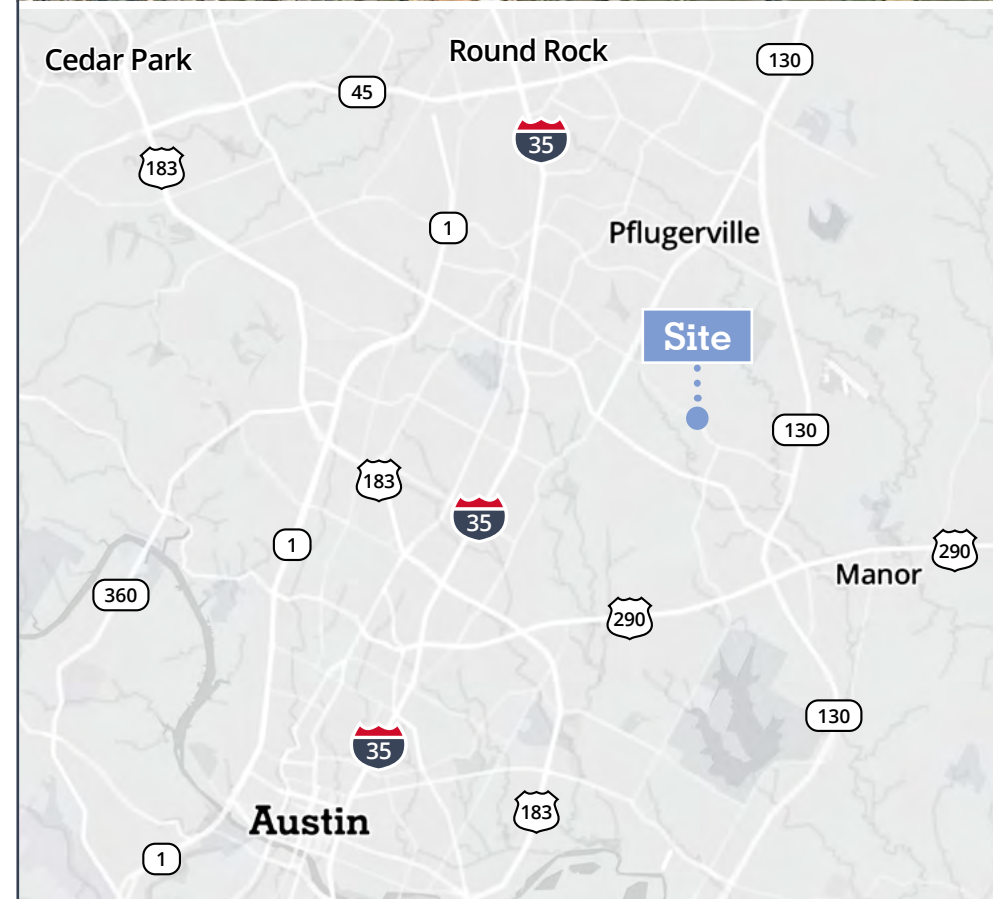 Cedar Park
Round Rock
130
45
35
183
1
Pflugerville
Site
130
183
35
1
290
Manor
360
290
130
35
183
Austin
1